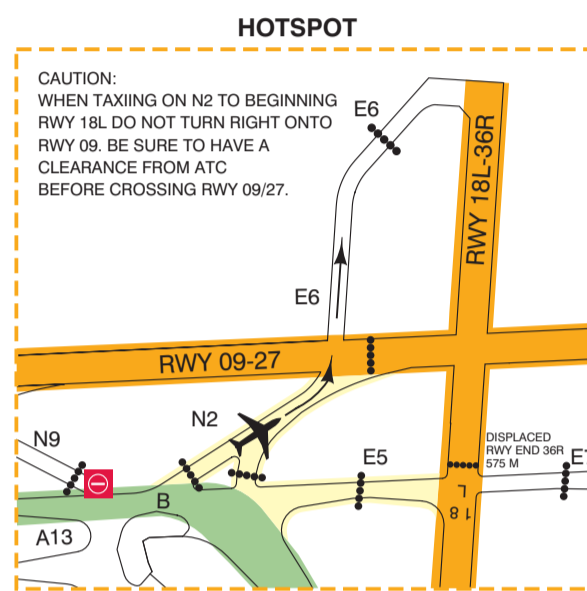 HOTSPOT
CAUTION:
WHEN TAXIING ON N2 TO BEGINNING
RWY 18L DO NOT TURN RIGHT ONTO
RWY 09. BE SURE TO HAVE A
CLEARANCE FROM ATC
BEFORE CROSSING RWY 09/27.
E6
RWY 18L-36R
E6
RWY 09-27
N2
N9
E5
DISPLACED
RWY END 36R
575 M
B
L
18
A13